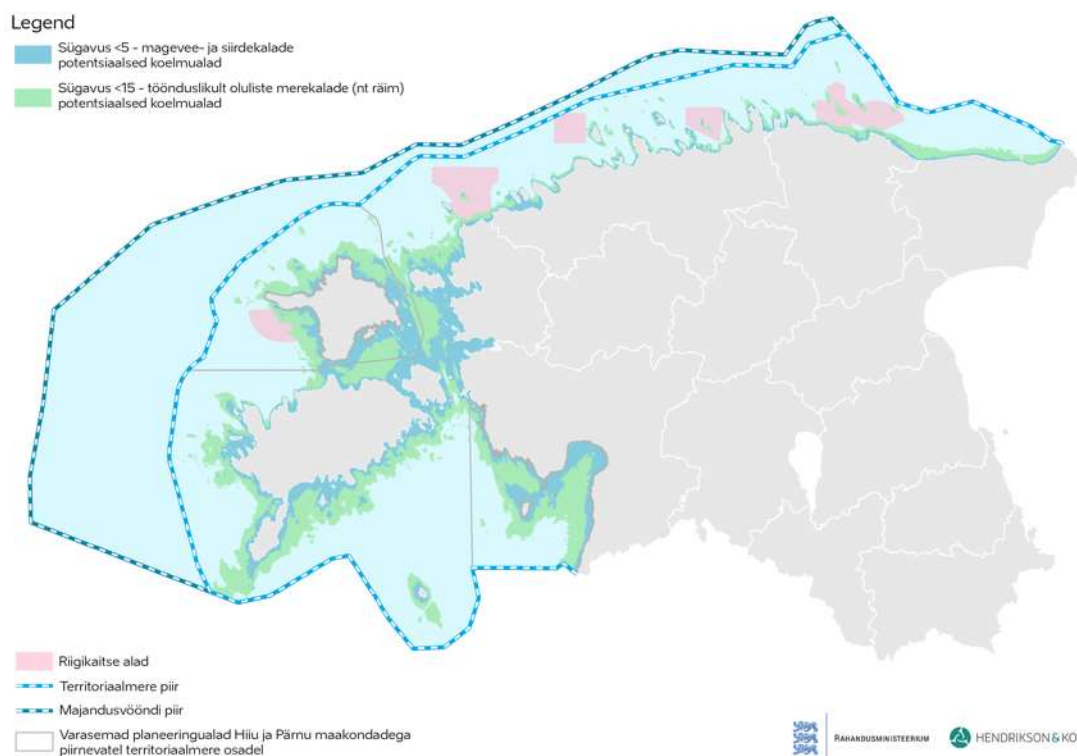 Legend
Sügavus <5 - magevee- ja siirdekalade
potentsiaalsed koelmualad
Sügavus <15 - töönduslikult oluliste merekalade (nt räim)
potentsiaalsed koelmualad
Riigikaitse alad
Territoriaalmere piir
Majandusvööndi piir
Varasemad planeeringualad Hiiu ja Pärnu maakondadega
piirnevatel territoriaalmere osadel
RAHANDUSMINISTEERIUM
HENDRIKSON & KO